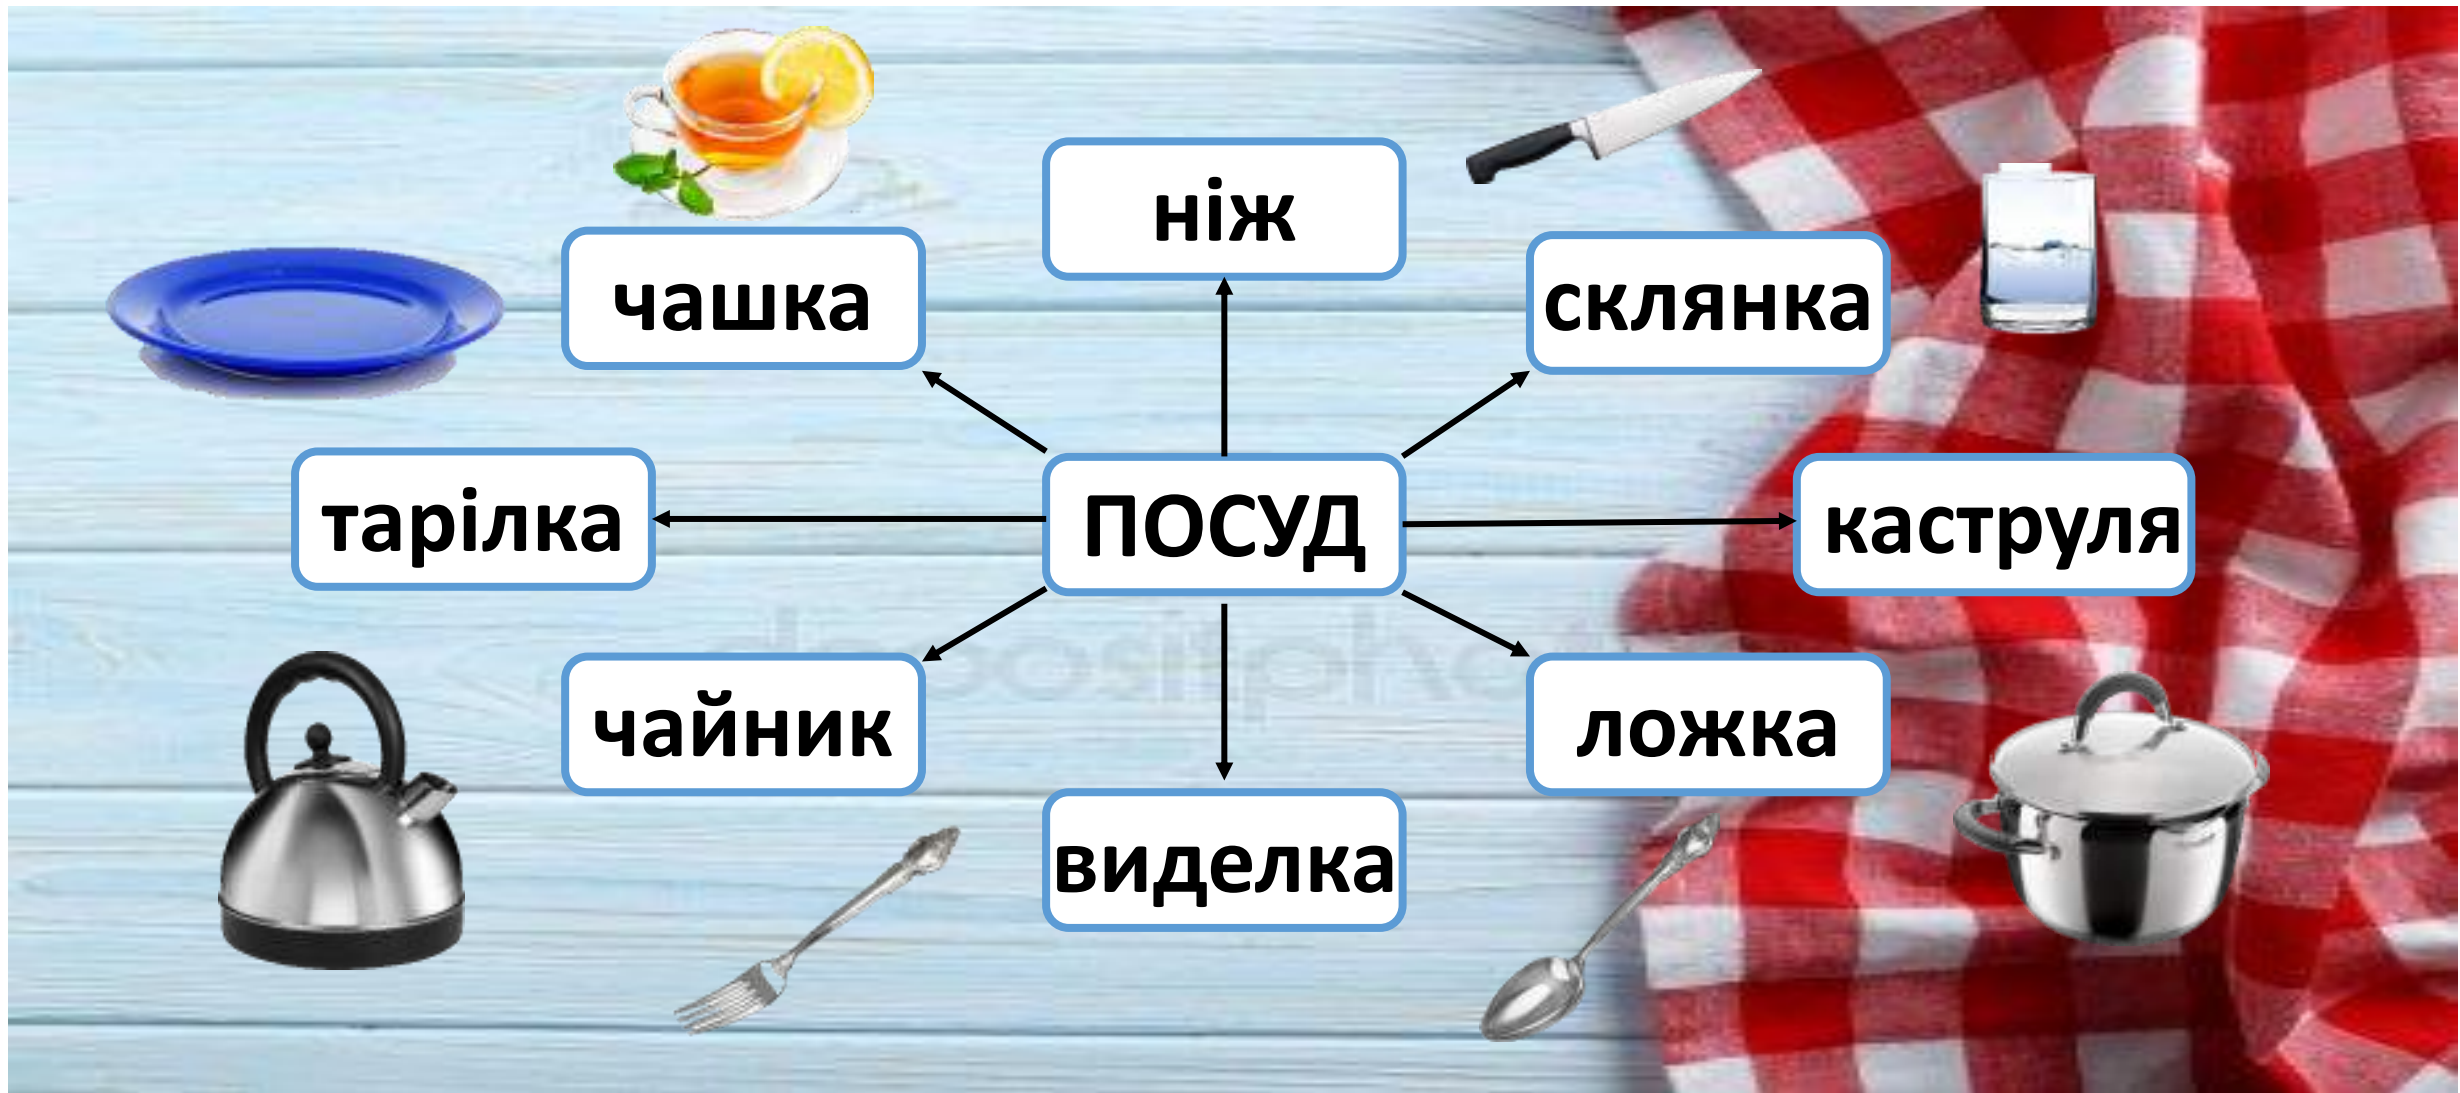 ніж
чашка
склянка
тарілка
ПОСУД
каструля
чайник
ложка
виделка